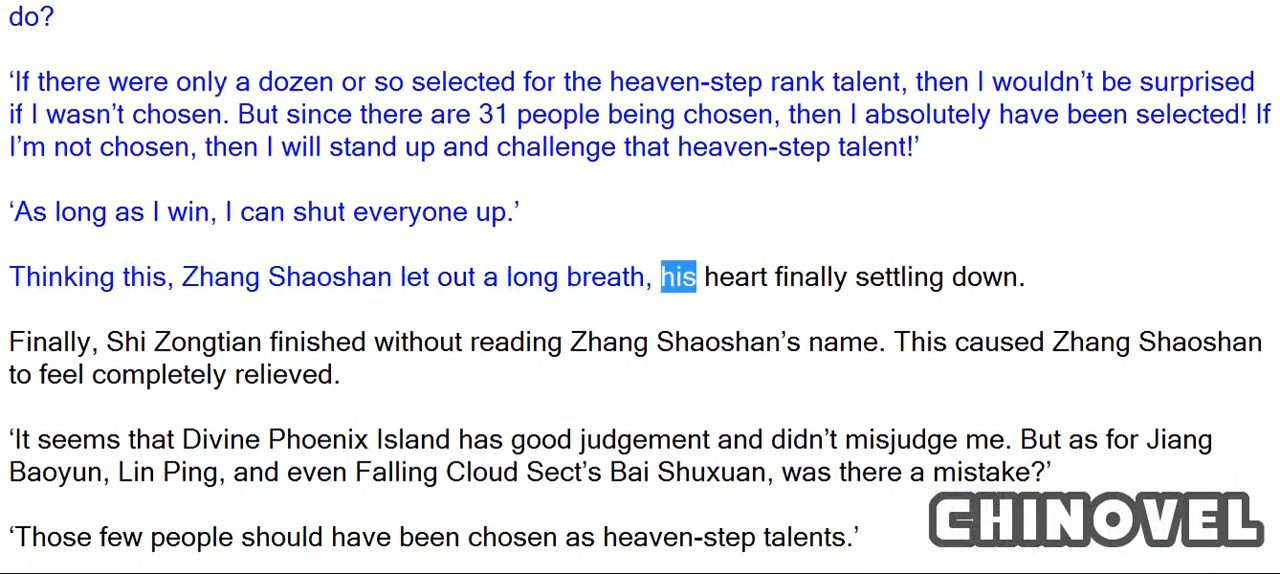 do?
‘If there were only a dozen or so selected for the heaven-step rank talent, then I wouldn’t be surprised
if I wasn’t chosen. But since there are 31 people being chosen, then I absolutely have been selected! If
I’m not chosen, then I will stand up and challenge that heaven-step talent!’
‘As long as I win, I can shut everyone up.’
Thinking this, Zhang Shaoshan let out a long breath, his heart finally settling down.
Finally, Shi Zongtian finished without reading Zhang Shaoshan’s name. This caused Zhang Shaoshan
to feel completely relieved.
‘It seems that Divine Phoenix Island has good judgement and didn’t misjudge me. But as for Jiang
Baoyun, Lin Ping, and even Falling Cloud Sect’s Bai Shuxuan, was there a mistake?’
‘Those few people should have been chosen as heaven-step talents.’
CHINOVEL